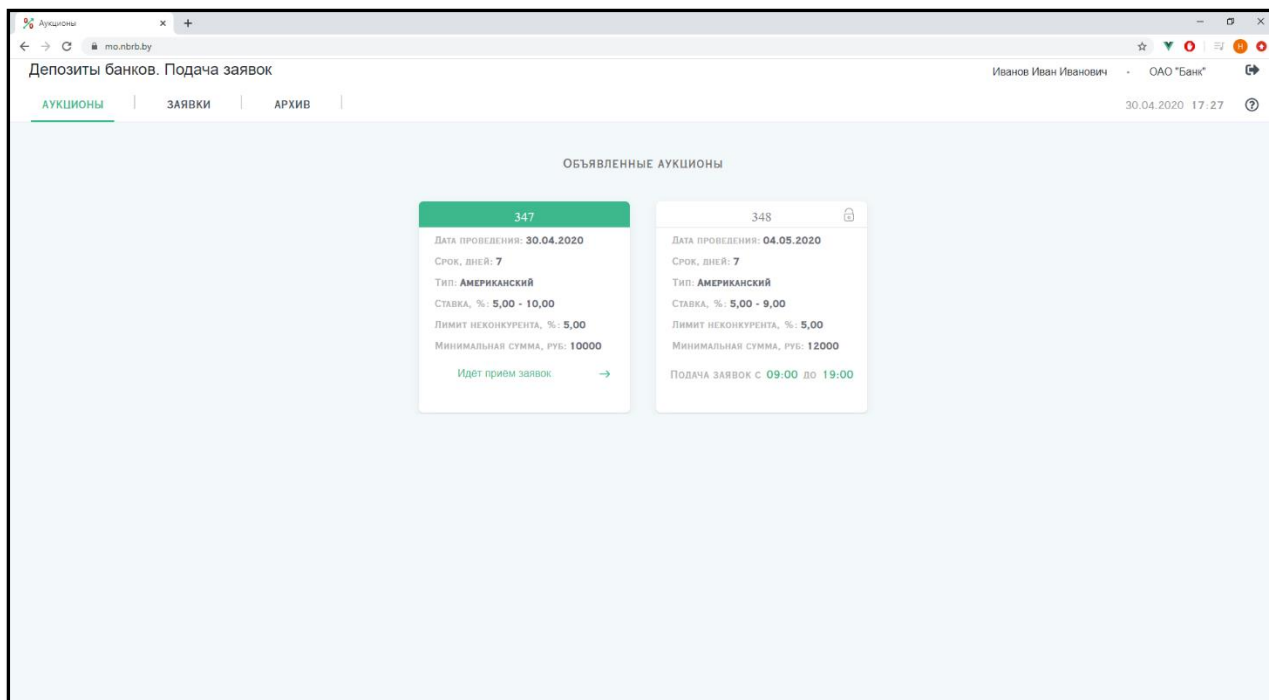 Аукционы
mo.nbrb.by
Депозиты банков. Подача заявок
Иванов Иван Иванович - ОАО "Банк"
АУКЦИОНЫ ЗАЯВКИ АРХИВ
30.04.2020 17:27
Объявленные аукционы
347
Дата проведения: 30.04.2020
Срок, дней: 7
Тип: Американский
Ставка, %: 5,00 - 10,00
Лимит неконкурента, %: 5,00
Минимальная сумма, руб: 10000
Идет прием заявок →
348
Дата проведения: 04.05.2020
Срок, дней: 7
Тип: Американский
Ставка, %: 5,00 - 9,00
Лимит неконкурента, %: 5,00
Минимальная сумма, руб: 12000
Подача заявок с 09:00 до 19:00